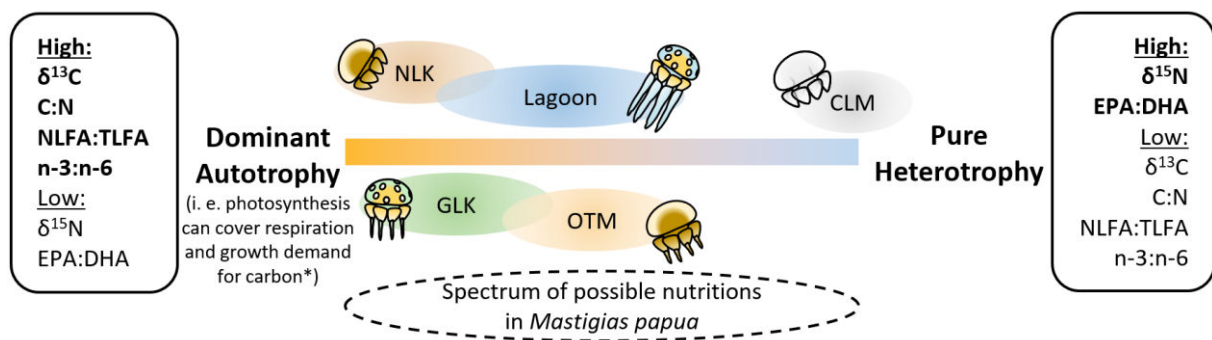 High:
δ¹³C
C:N
NLFA:TLFA
n-3:n-6
Low:
δ¹⁵N
EPA:DHA
Dominant
Autotrophy
(i. e. photosynthesis
can cover respiration
and growth demand
for carbon*)
NLK
Lagoon
CLM
GLK
OTM
Spectrum of possible nutritions
in Mastigias papua
Pure
Heterotrophy
High:
δ¹⁵N
EPA:DHA
Low:
δ¹³C
C:N
NLFA:TLFA
n-3:n-6